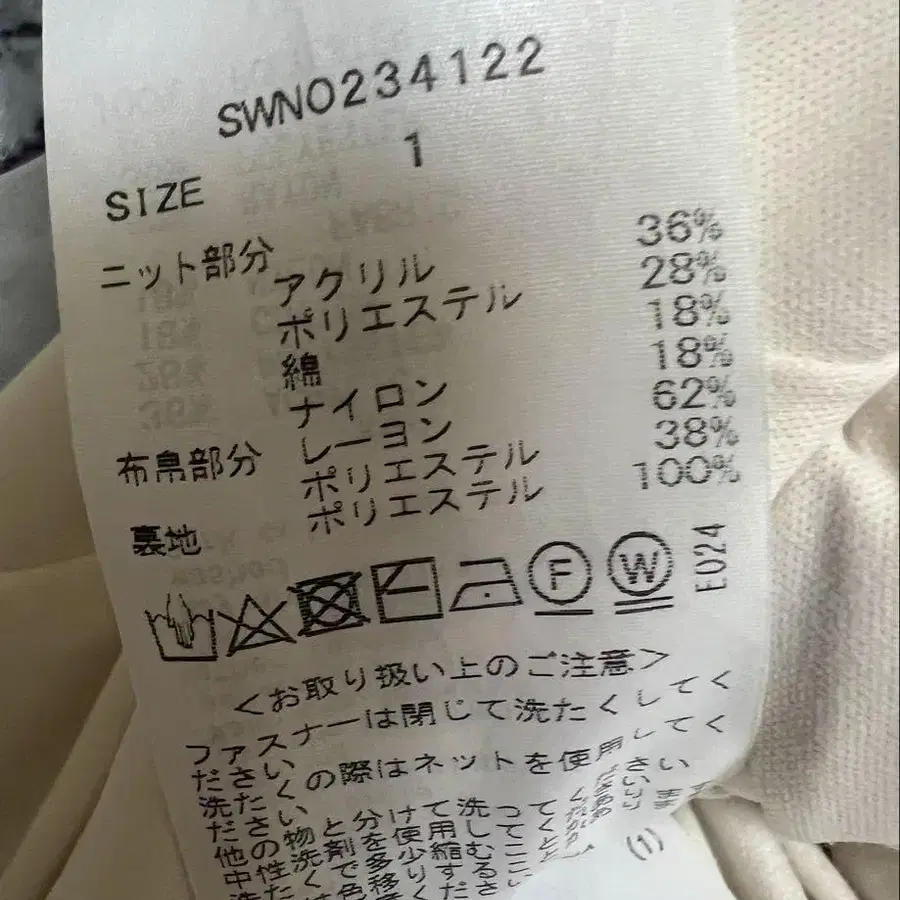 SWN0234122
SIZE 1
ニット部分 アクリル 36%
ポリエステル 28%
綿 18%
ナイロン 18%
布帛部分 レーヨン 62%
ポリエステル 38%
裏地 ポリエステル 100%
F W E024
<お取り扱い上のご注意>
ファスナーは閉じて洗たくしてく
ださい
洗たくの際はネットを使用してく
ださい
他の物と分けて洗ってください
中性洗剤を使用し
(1)